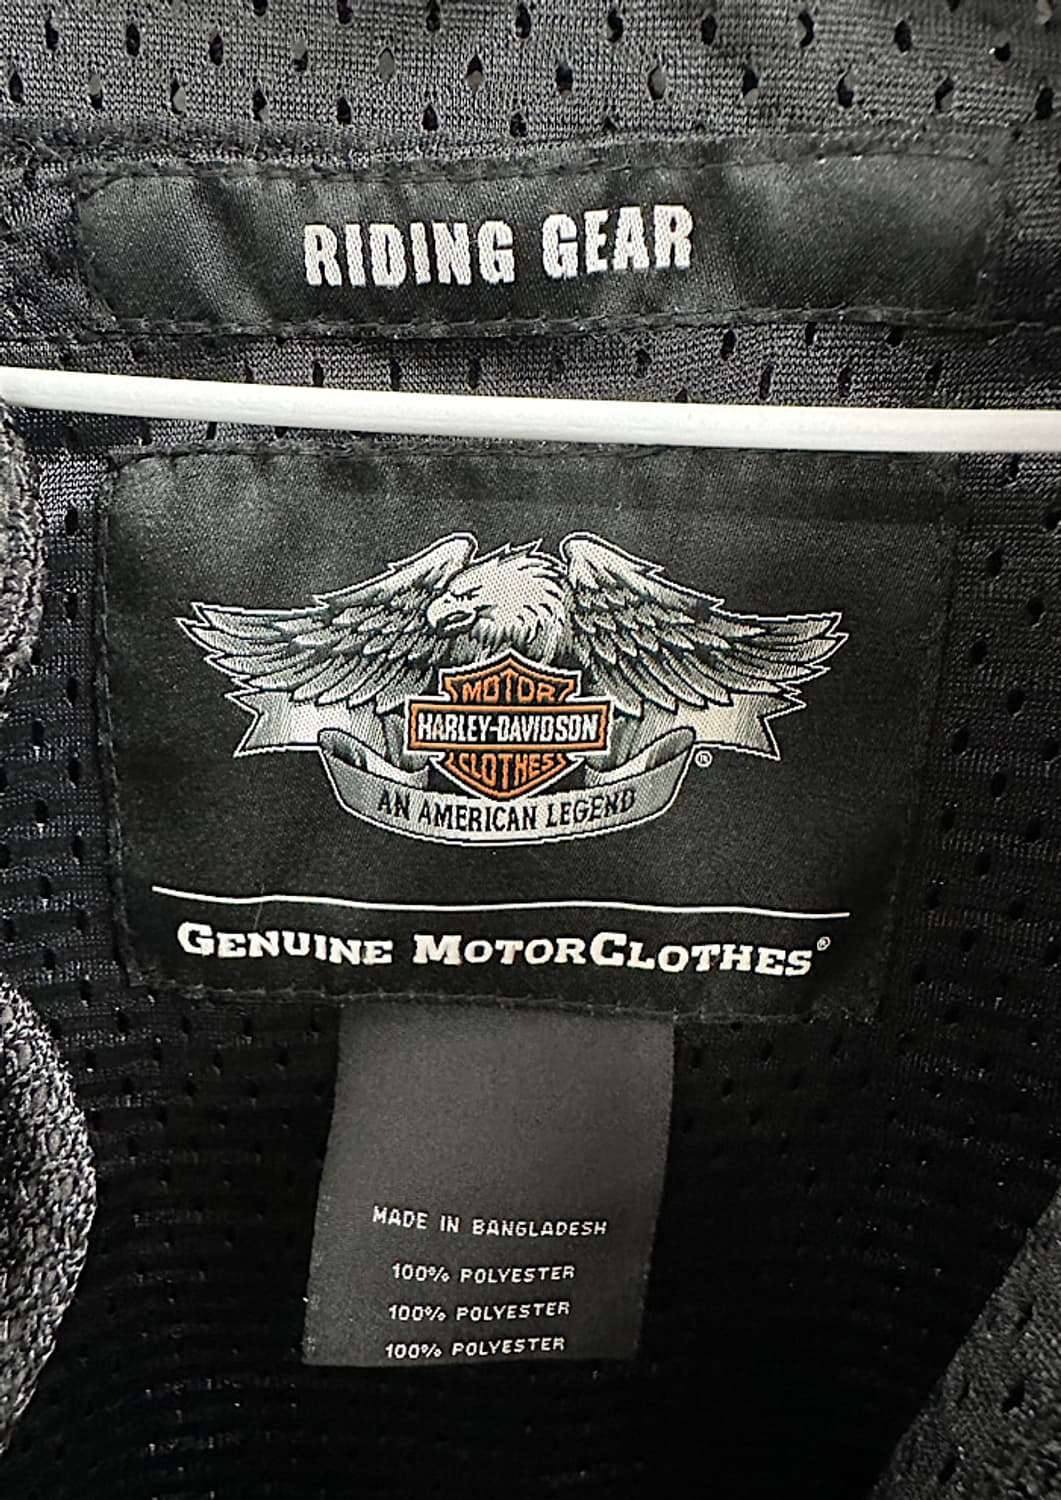 RIDING GEAR
MOTOR
HARLEY-DAVIDSON
CLOTHES
®
AN AMERICAN LEGEND
GENUINE MOTORCLOTHES®
MADE IN BANGLADESH
100% POLYESTER
100% POLYESTER
100% POLYESTER